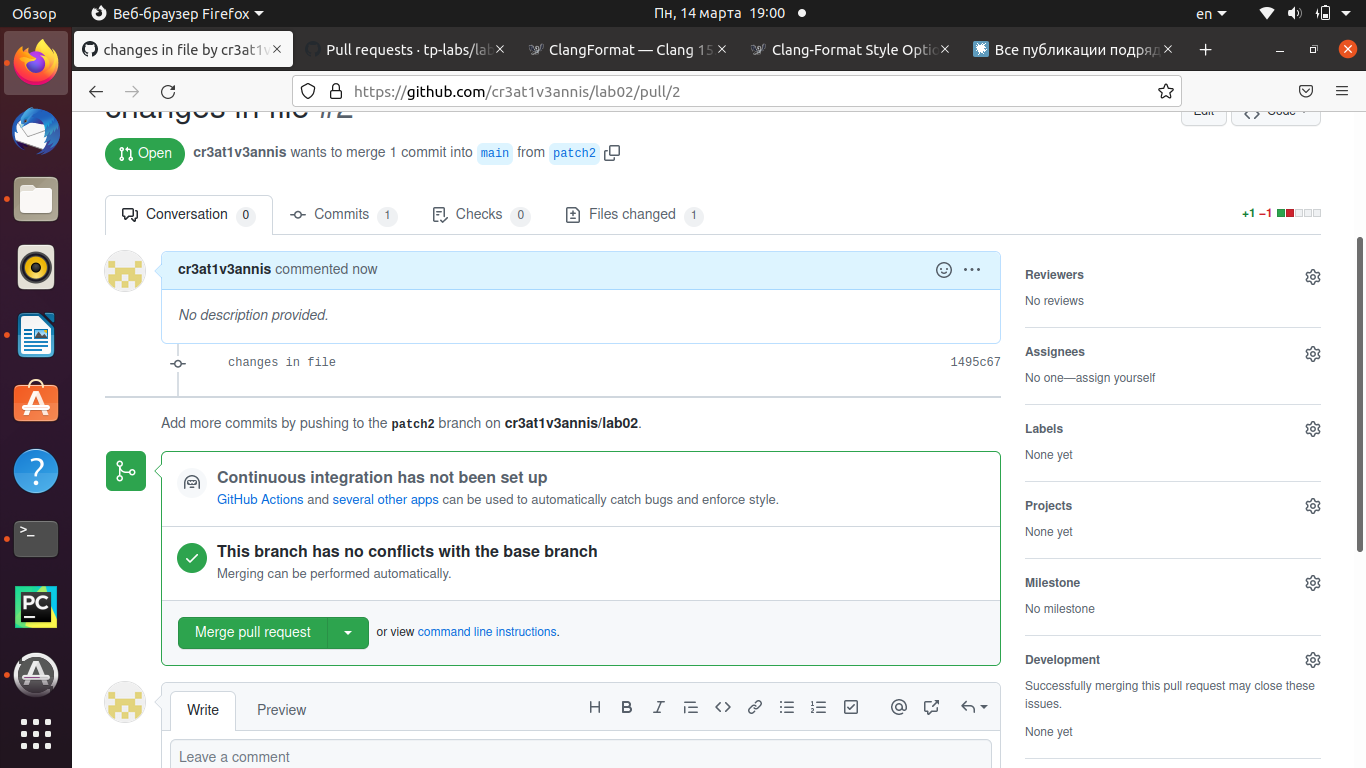 Обзор Веб-браузер Firefox Пн, 14 марта 19:00 en
changes in file by cr3at1v Pull requests · tp-labs/lab ClangFormat — Clang 15 Clang-Format Style Optio Все публикации подряд
https://github.com/cr3at1v3annis/lab02/pull/2
changes in file #2 Edit Code
Open cr3at1v3annis wants to merge 1 commit into main from patch2
Conversation 0 Commits 1 Checks 0 Files changed 1 +1 −1
cr3at1v3annis commented now
No description provided.
changes in file 1495c67
Add more commits by pushing to the patch2 branch on cr3at1v3annis/lab02.
Continuous integration has not been set up
GitHub Actions and several other apps can be used to automatically catch bugs and enforce style.
This branch has no conflicts with the base branch
Merging can be performed automatically.
Merge pull request or view command line instructions.
Write Preview
Leave a comment
Reviewers
No reviews
Assignees
No one—assign yourself
Labels
None yet
Projects
None yet
Milestone
No milestone
Development
Successfully merging this pull request may close these
issues.
None yet
>_
PC